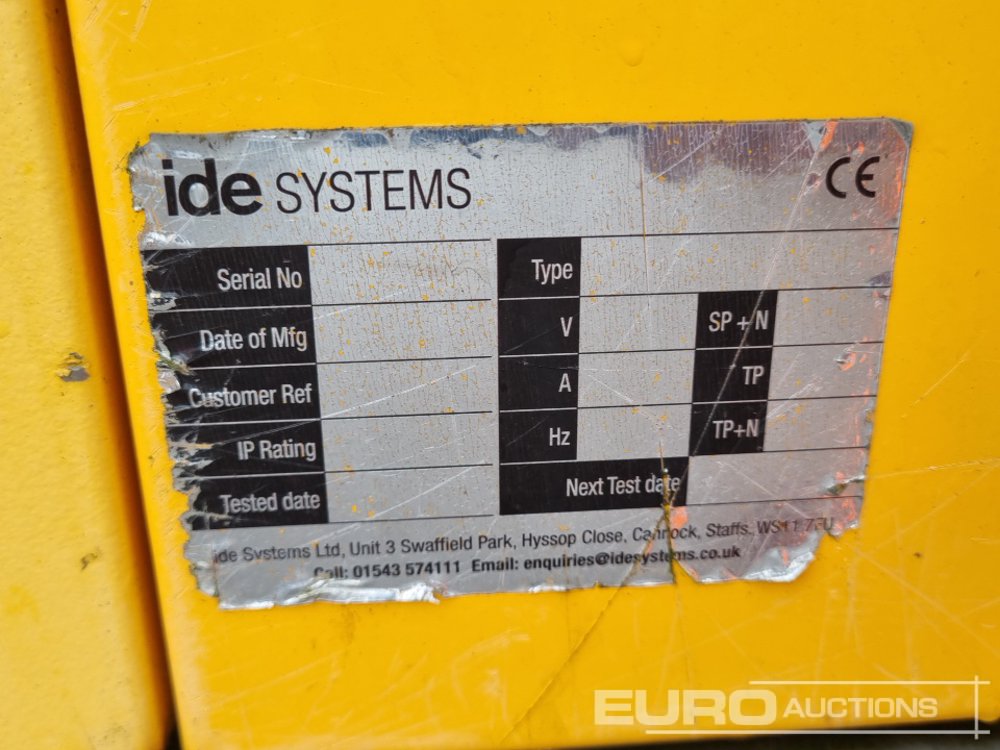 ide SYSTEMS
CE
Serial No
Date of Mfg
Customer Ref
IP Rating
Tested date
Type
V
SP + N
A
TP
Hz
TP+N
Next Test date
ide Systems Ltd, Unit 3 Swaffield Park, Hyssop Close, Cannock, Staffs. WS11
Call: 01543 574111 Email: enquiries@idesystems.co.uk
EURO AUCTIONS